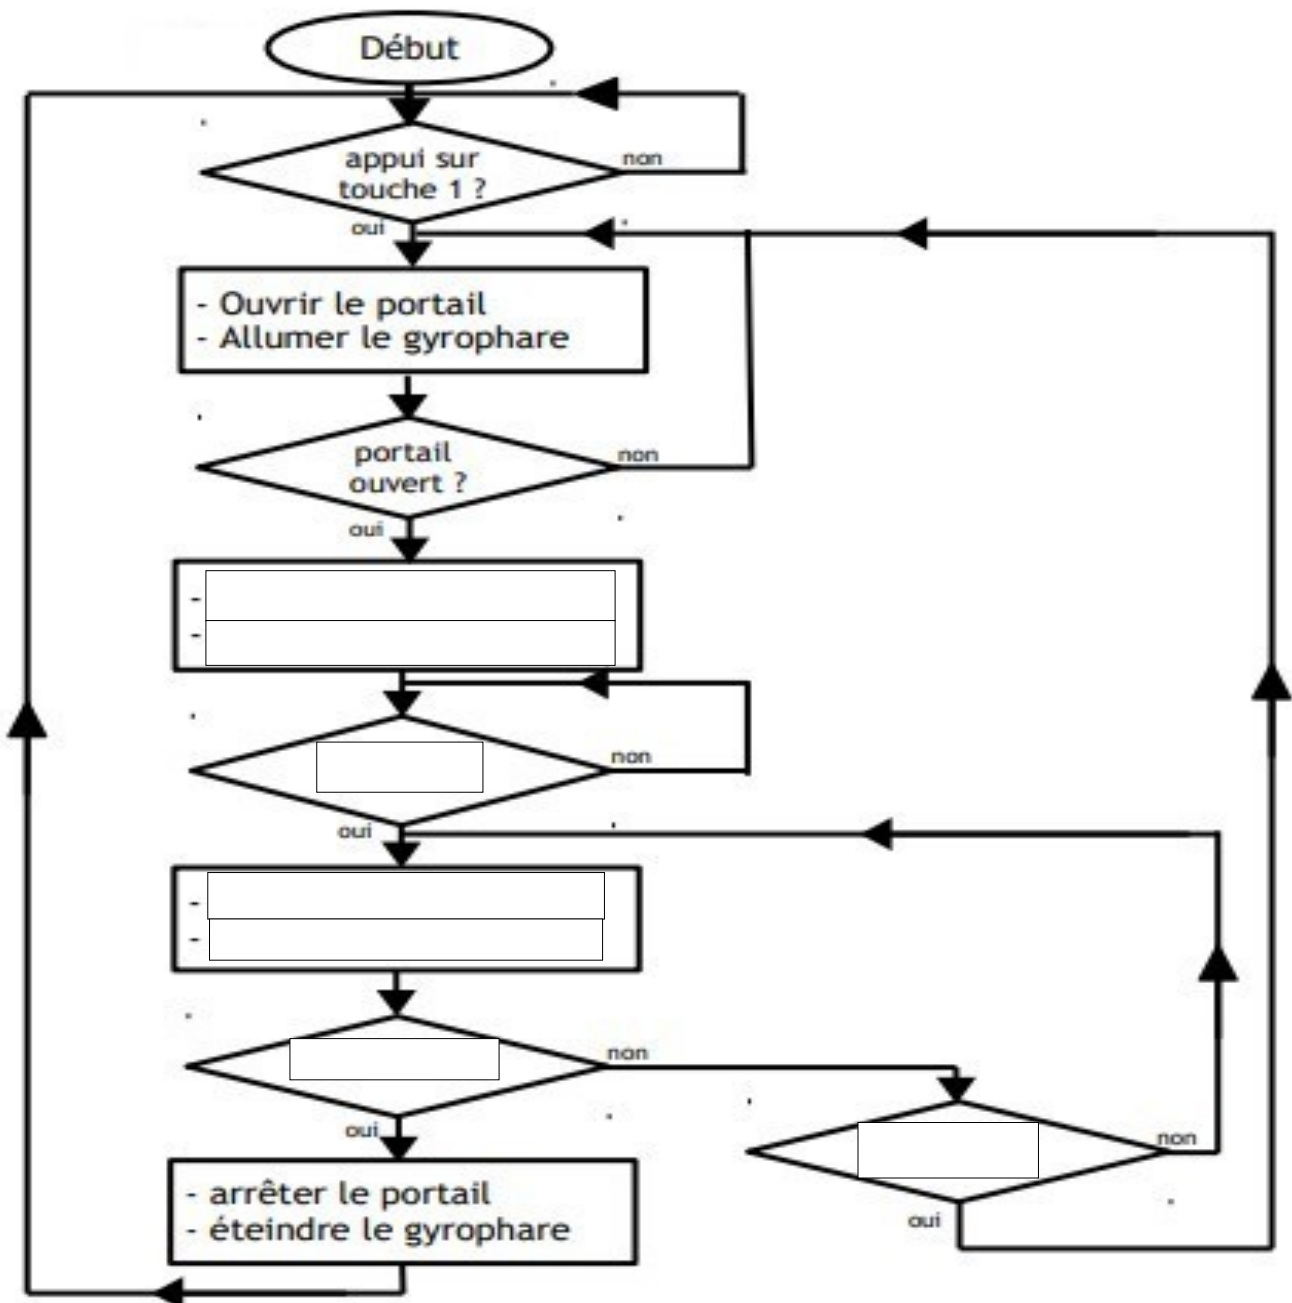 Début
appui sur
touche 1 ?
non
oui
- Ouvrir le portail
- Allumer le gyrophare
portail
ouvert ?
non
oui
-
-
non
oui
-
-
non
oui
non
oui
- arrêter le portail
- éteindre le gyrophare